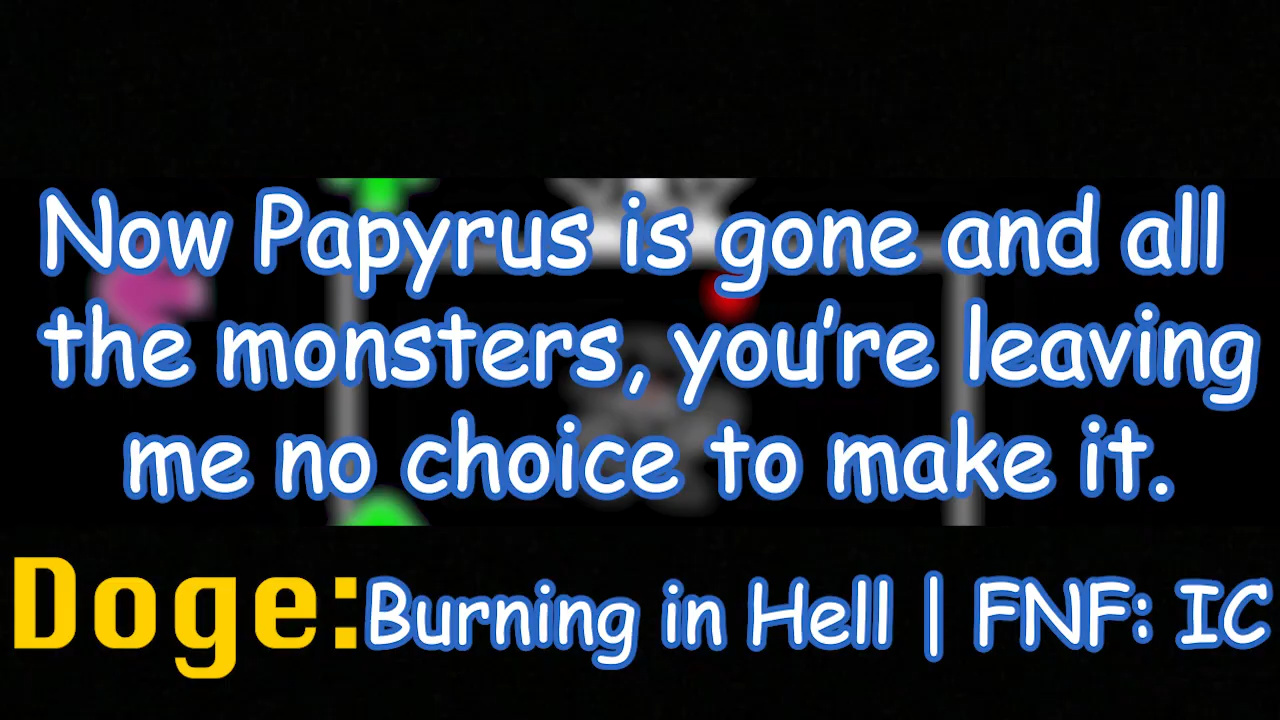 Now Papyrus is gone and all
the monsters, you're leaving
me no choice to make it.
Doge: Burning in Hell | FNF: IC